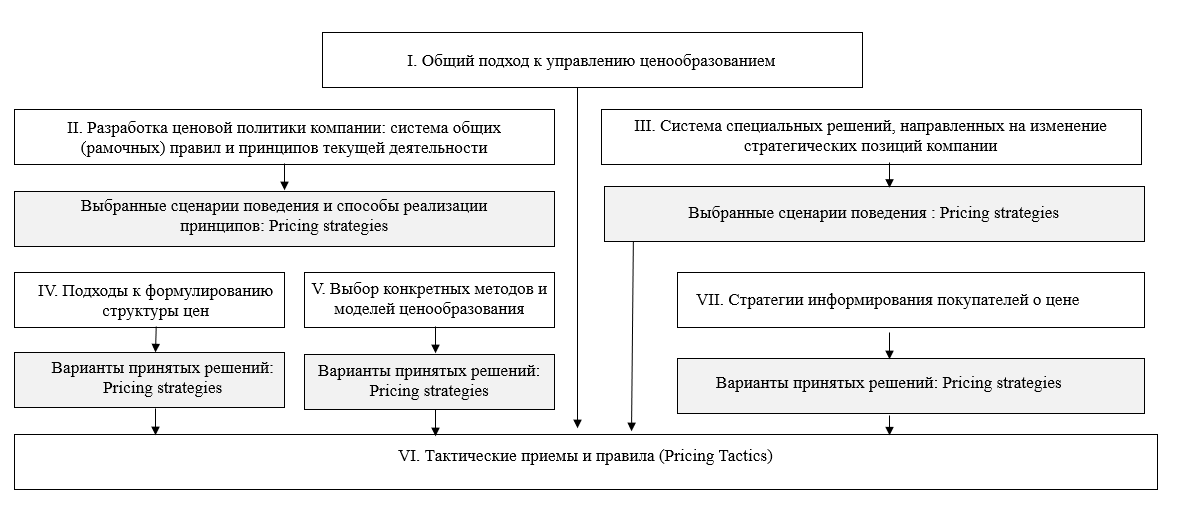 I. Общий подход к управлению ценообразованием
II. Разработка ценовой политики компании: система общих
(рамочных) правил и принципов текущей деятельности
III. Система специальных решений, направленных на изменение
стратегических позиций компании
Выбранные сценарии поведения и способы реализации
принципов: Pricing strategies
Выбранные сценарии поведения : Pricing strategies
IV. Подходы к формулированию
структуры цен
V. Выбор конкретных методов и
моделей ценообразования
VII. Стратегии информирования покупателей о цене
Варианты принятых решений:
Pricing strategies
Варианты принятых решений:
Pricing strategies
Варианты принятых решений: Pricing strategies
VI. Тактические приемы и правила (Pricing Tactics)